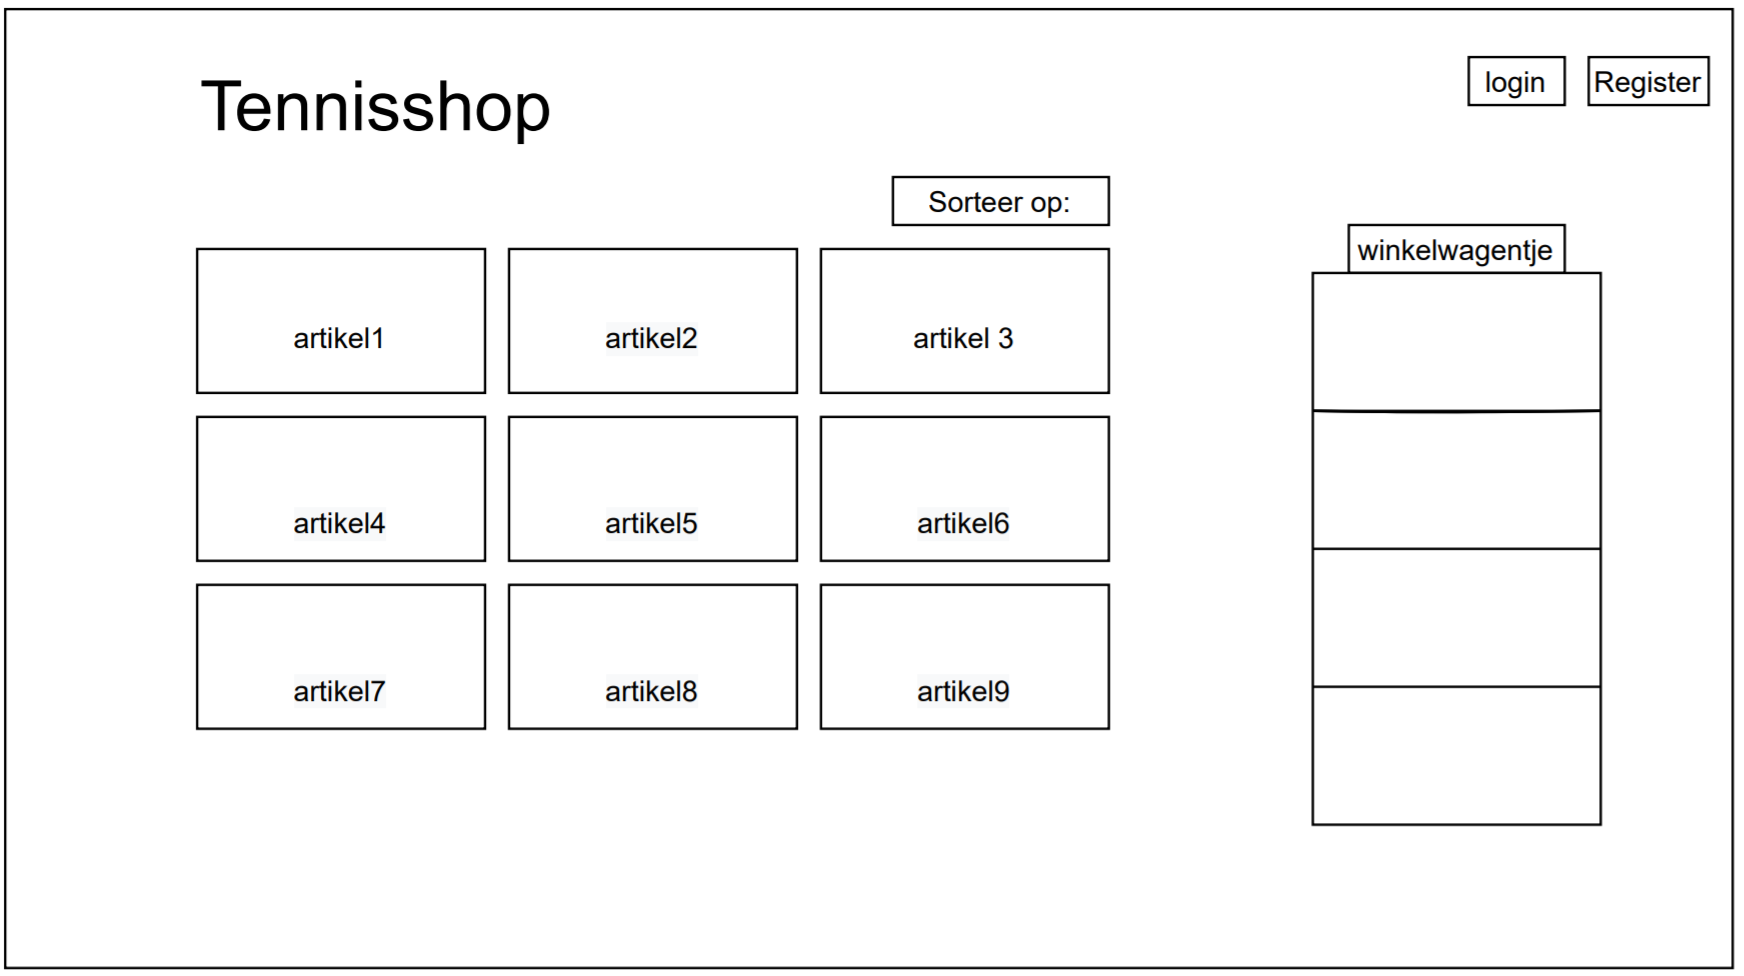 Tennisshop
login
Register
Sorteer op:
winkelwagentje
artikel1
artikel2
artikel 3
artikel4
artikel5
artikel6
artikel7
artikel8
artikel9